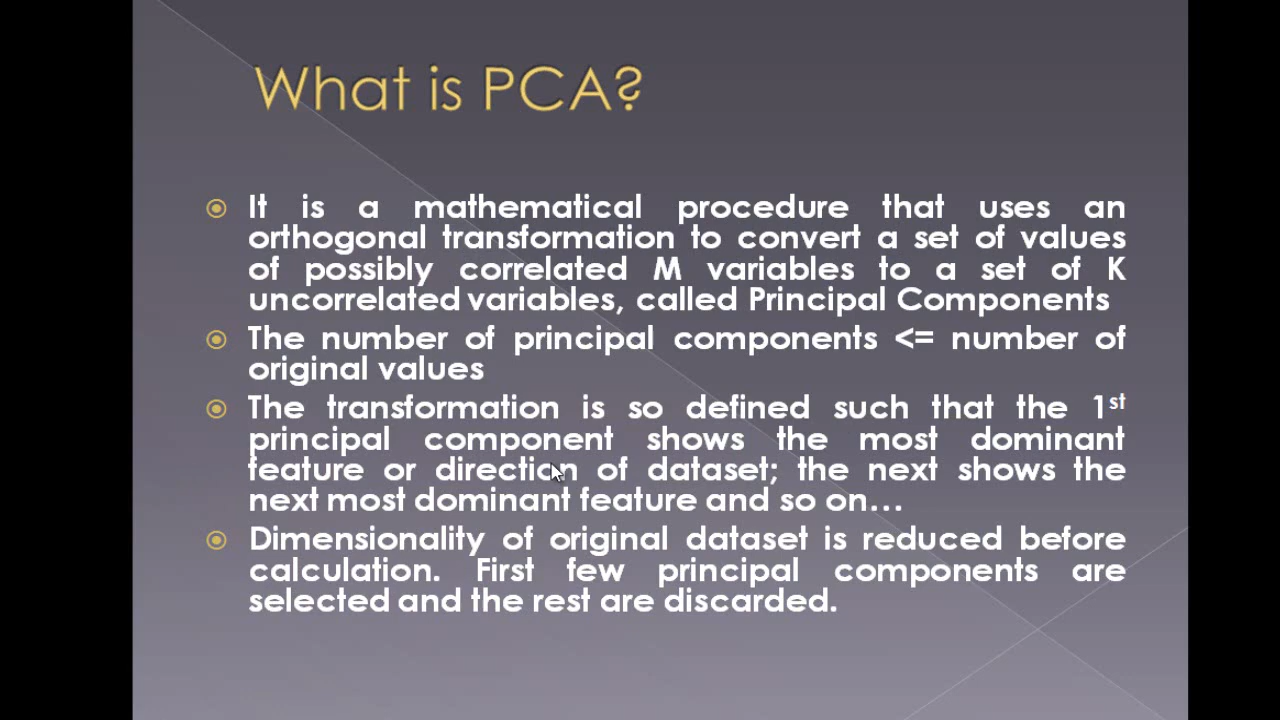 What is PCA?
It is a mathematical procedure that uses an
orthogonal transformation to convert a set of values
of possibly correlated M variables to a set of K
uncorrelated variables, called Principal Components
The number of principal components <= number of
original values
The transformation is so defined such that the 1st
principal component shows the most dominant
feature or direction of dataset; the next shows the
next most dominant feature and so on...
Dimensionality of original dataset is reduced before
calculation. First few principal components are
selected and the rest are discarded.